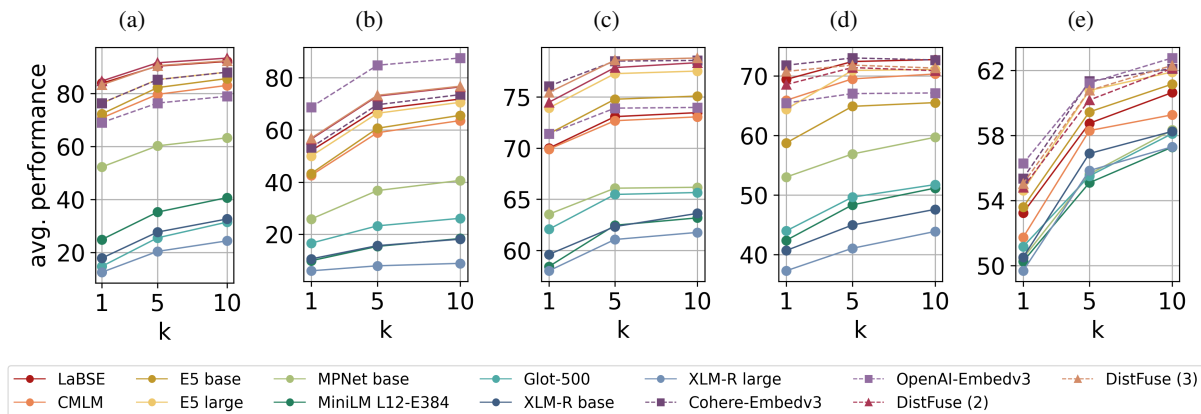 (a) (b) (c) (d) (e)
avg. performance
80
60
40
20
1 5 10
k
80
60
40
20
1 5 10
k
75
70
65
60
1 5 10
k
70
60
50
40
1 5 10
k
62
60
58
56
54
52
50
1 5 10
k
LaBSE E5 base MPNet base Glot-500 XLM-R large OpenAI-Embedv3 DistFuse (3)
CMLM E5 large MiniLM L12-E384 XLM-R base Cohere-Embedv3 DistFuse (2)